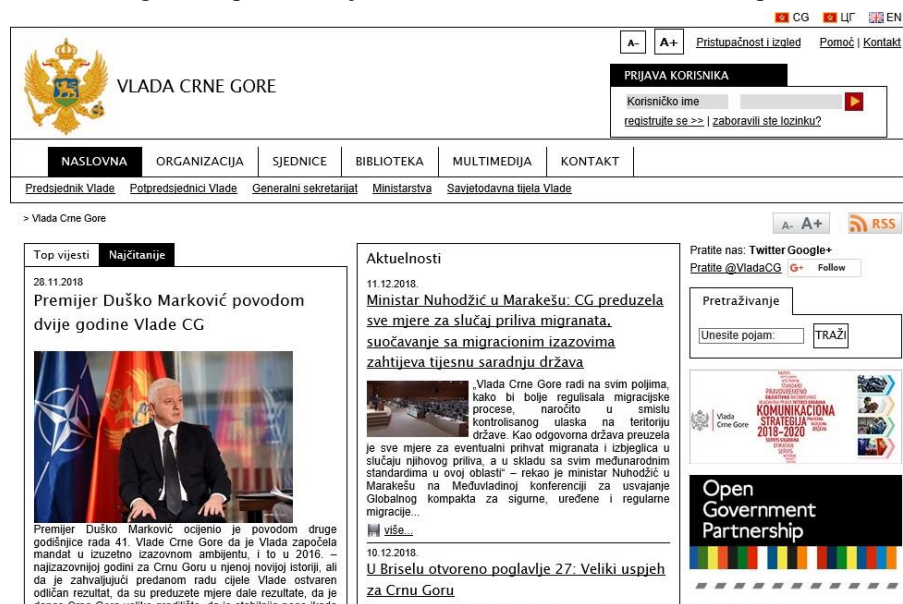 CG ЦГ EN
A- A+ Pristupačnost i izgled Pomoć | Kontakt
VLADA CRNE GORE
PRIJAVA KORISNIKA
Korisničko ime
registrujte se >> | zaboravili ste lozinku?
NASLOVNA ORGANIZACIJA SJEDNICE BIBLIOTEKA MULTIMEDIJA KONTAKT
Predsjednik Vlade Potpredsjednici Vlade Generalni sekretarijat Ministarstva Savjetodavna tijela Vlade
> Vlada Crne Gore
A- A+ RSS
Top vijesti Najčitanije
28.11.2018
Premijer Duško Marković povodom
dvije godine Vlade CG
Premijer Duško Marković ocijenio je povodom druge
godišnjice rada 41. Vlade Crne Gore da je Vlada započela
mandat u izuzetno izazovnom ambijentu, i to u 2016. –
najizazovnijoj godini za Crnu Goru u njenoj novijoj istoriji, ali
da je zahvaljujući predanom radu cijele Vlade ostvaren
odličan rezultat, da su preduzete mjere dale rezultate, da je
Aktuelnosti
11.12.2018.
Ministar Nuhodžić u Marakešu: CG preduzela
sve mjere za slučaj priliva migranata,
suočavanje sa migracionim izazovima
zahtijeva tijesnu saradnju država
„Vlada Crne Gore radi na svim poljima,
kako bi bolje regulisala migracijske
procese, naročito u smislu
kontrolisanog ulaska na teritoriju
države. Kao odgovorna država preuzela
je sve mjere za eventualni prihvat migranata i izbjeglica u
slučaju njihovog priliva, a u skladu sa svim međunarodnim
standardima u ovoj oblasti“ – rekao je ministar Nuhodžić u
Marakešu na Međuvladinoj konferenciji za usvajanje
Globalnog kompakta za sigurne, uređene i regularne
migracije...
više...
10.12.2018.
U Briselu otvoreno poglavlje 27: Veliki uspjeh
za Crnu Goru
Pratite nas: Twitter Google+
Pratite @VladaCG G+ Follow
Pretraživanje
Unesite pojam: TRAŽI
Vlada
Crne Gore
PRAVOVREMENO
KOMUNIKACIONA
STRATEGIJA
2018-2020
Open
Government
Partnership